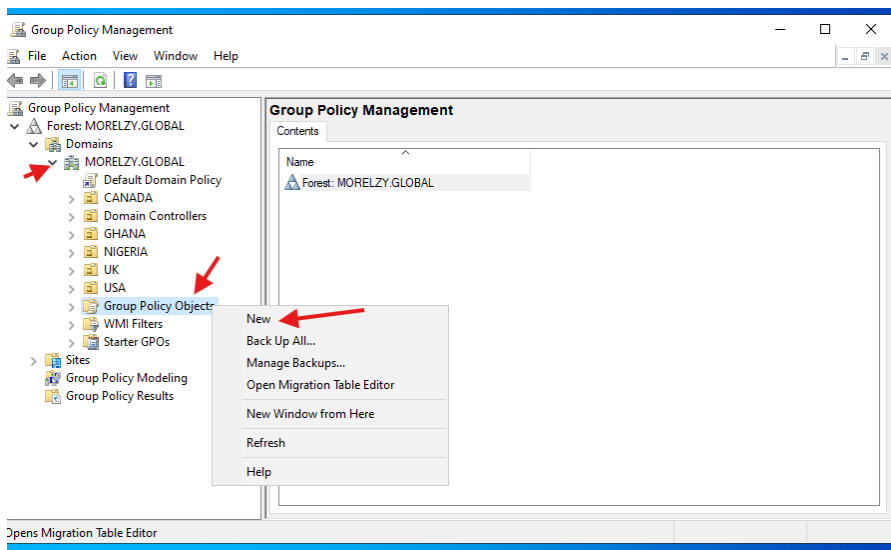 Group Policy Management
File Action View Window Help
Group Policy Management
Forest: MORELZY.GLOBAL
Domains
MORELZY.GLOBAL
Default Domain Policy
CANADA
Domain Controllers
GHANA
NIGERIA
UK
USA
Group Policy Objects
WMI Filters
Starter GPOs
Sites
Group Policy Modeling
Group Policy Results
Group Policy Management
Contents
Name
Forest: MORELZY.GLOBAL
New
Back Up All...
Manage Backups...
Open Migration Table Editor
New Window from Here
Refresh
Help
Opens Migration Table Editor